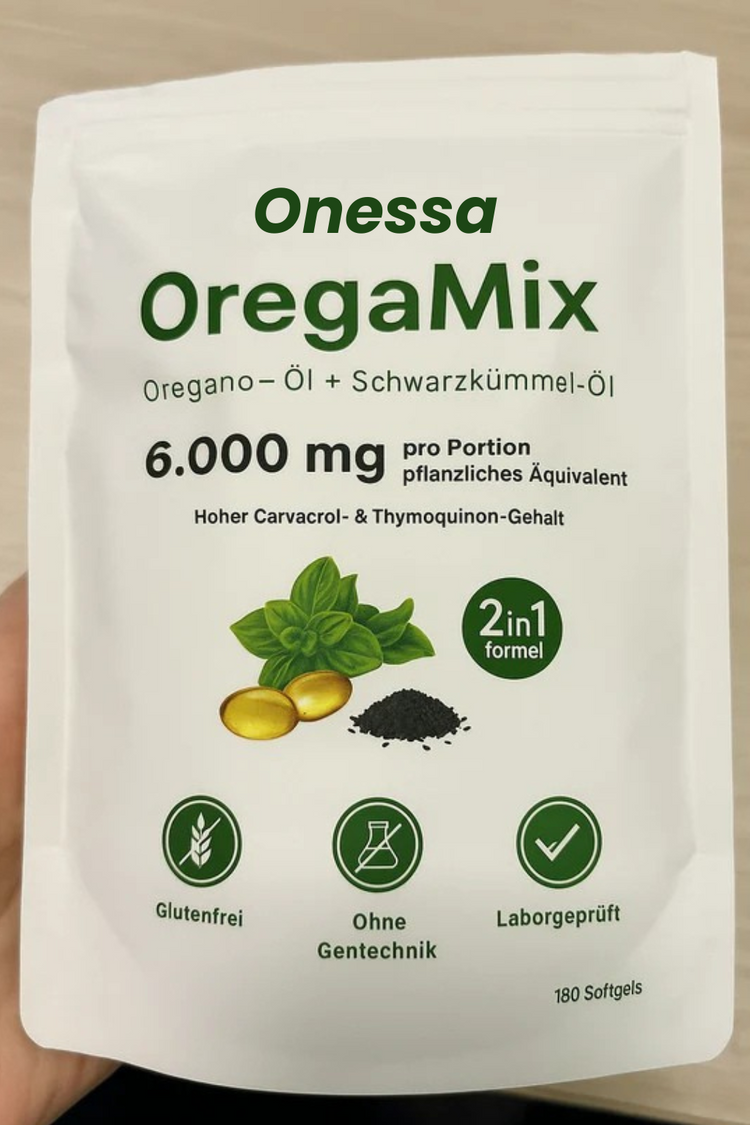 Onessa
OregaMix
Oregano– Öl + Schwarzkümmel-Öl
6.000 mg pro Portion
pflanzliches Äquivalent
Hoher Carvacrol- & Thymoquinon-Gehalt
2in1
formel
Glutenfrei
Ohne
Gentechnik
Laborgeprüft
180 Softgels